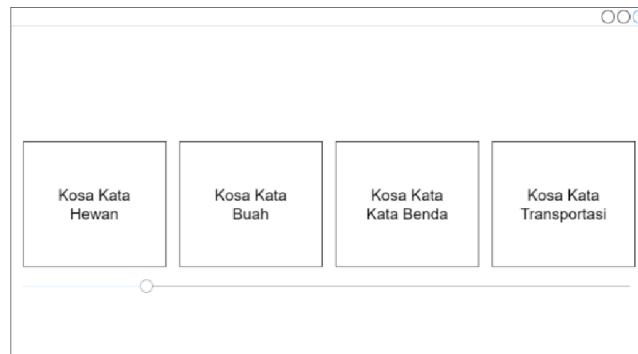 Kosa Kata
Hewan
Kosa Kata
Buah
Kosa Kata
Kata Benda
Kosa Kata
Transportasi